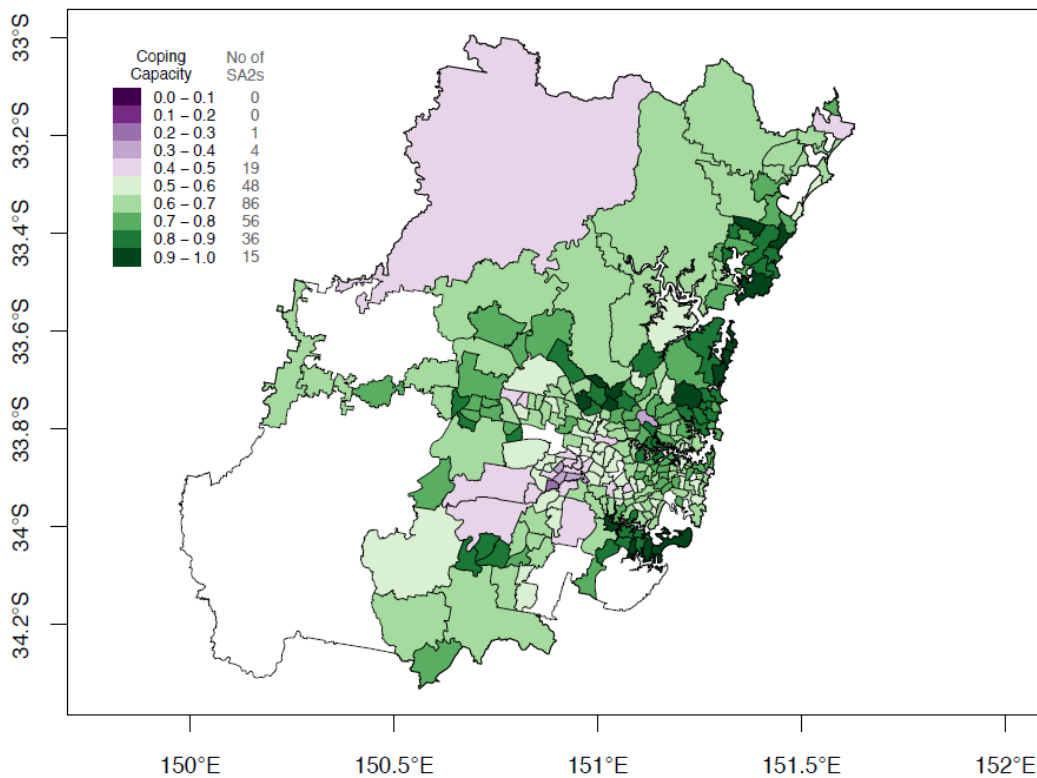 33°S
33.2°S
33.4°S
33.6°S
33.8°S
34°S
34.2°S
Coping No of
Capacity SA2s
0.0 – 0.1 0
0.1 – 0.2 0
0.2 – 0.3 1
0.3 – 0.4 4
0.4 – 0.5 19
0.5 – 0.6 48
0.6 – 0.7 86
0.7 – 0.8 56
0.8 – 0.9 36
0.9 – 1.0 15
150°E 150.5°E 151°E 151.5°E 152°E